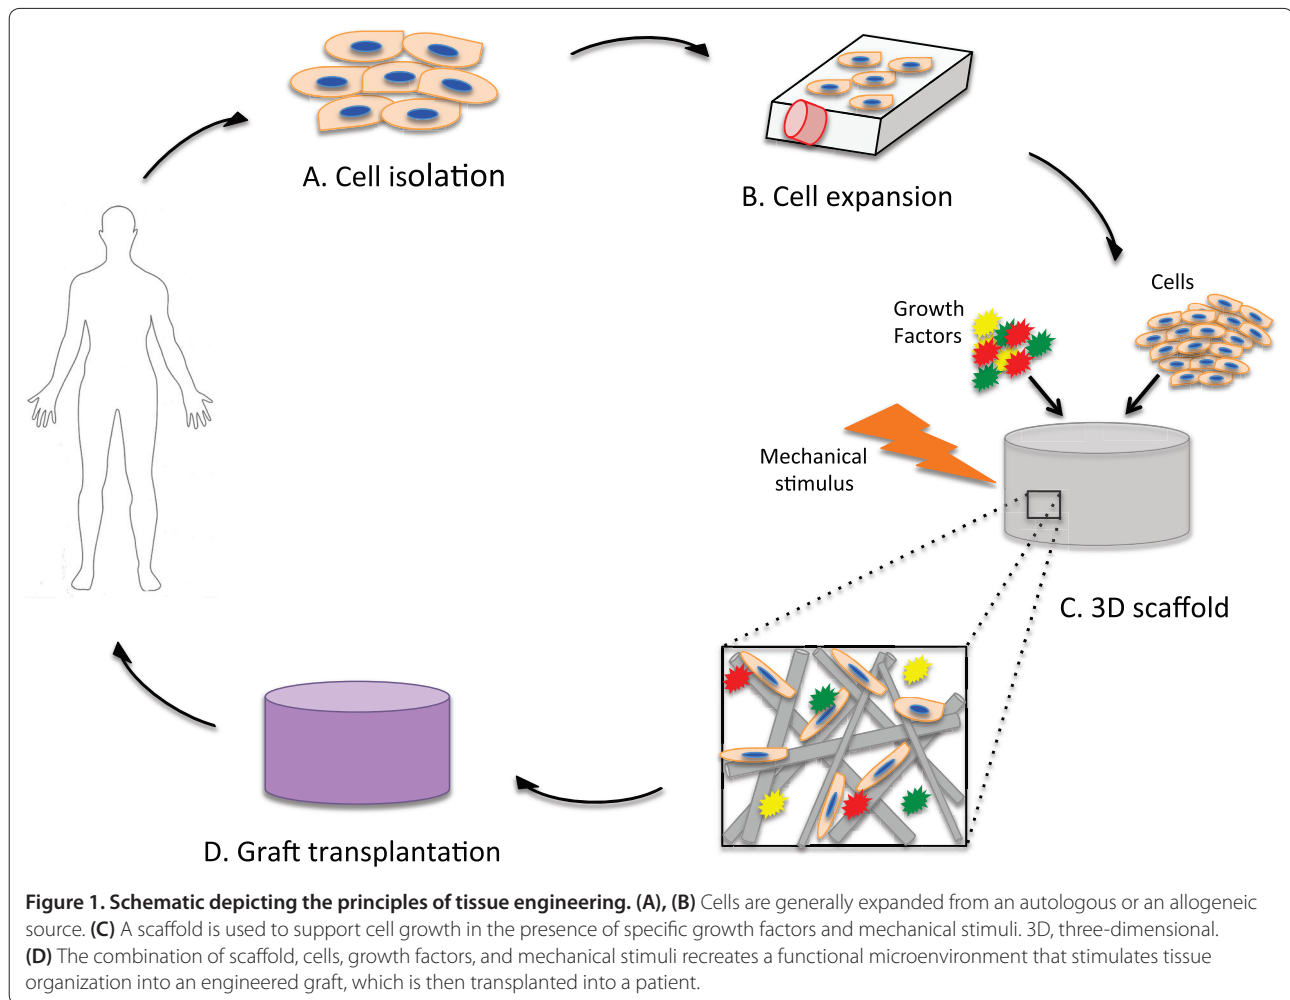 A. Cell isolation
B. Cell expansion
Cells
Growth
Factors
Mechanical
stimulus
C. 3D scaffold
D. Graft transplantation
Figure 1. Schematic depicting the principles of tissue engineering. (A), (B) Cells are generally expanded from an autologous or an allogeneic
source. (C) A scaffold is used to support cell growth in the presence of specific growth factors and mechanical stimuli. 3D, three-dimensional.
(D) The combination of scaffold, cells, growth factors, and mechanical stimuli recreates a functional microenvironment that stimulates tissue
organization into an engineered graft, which is then transplanted into a patient.